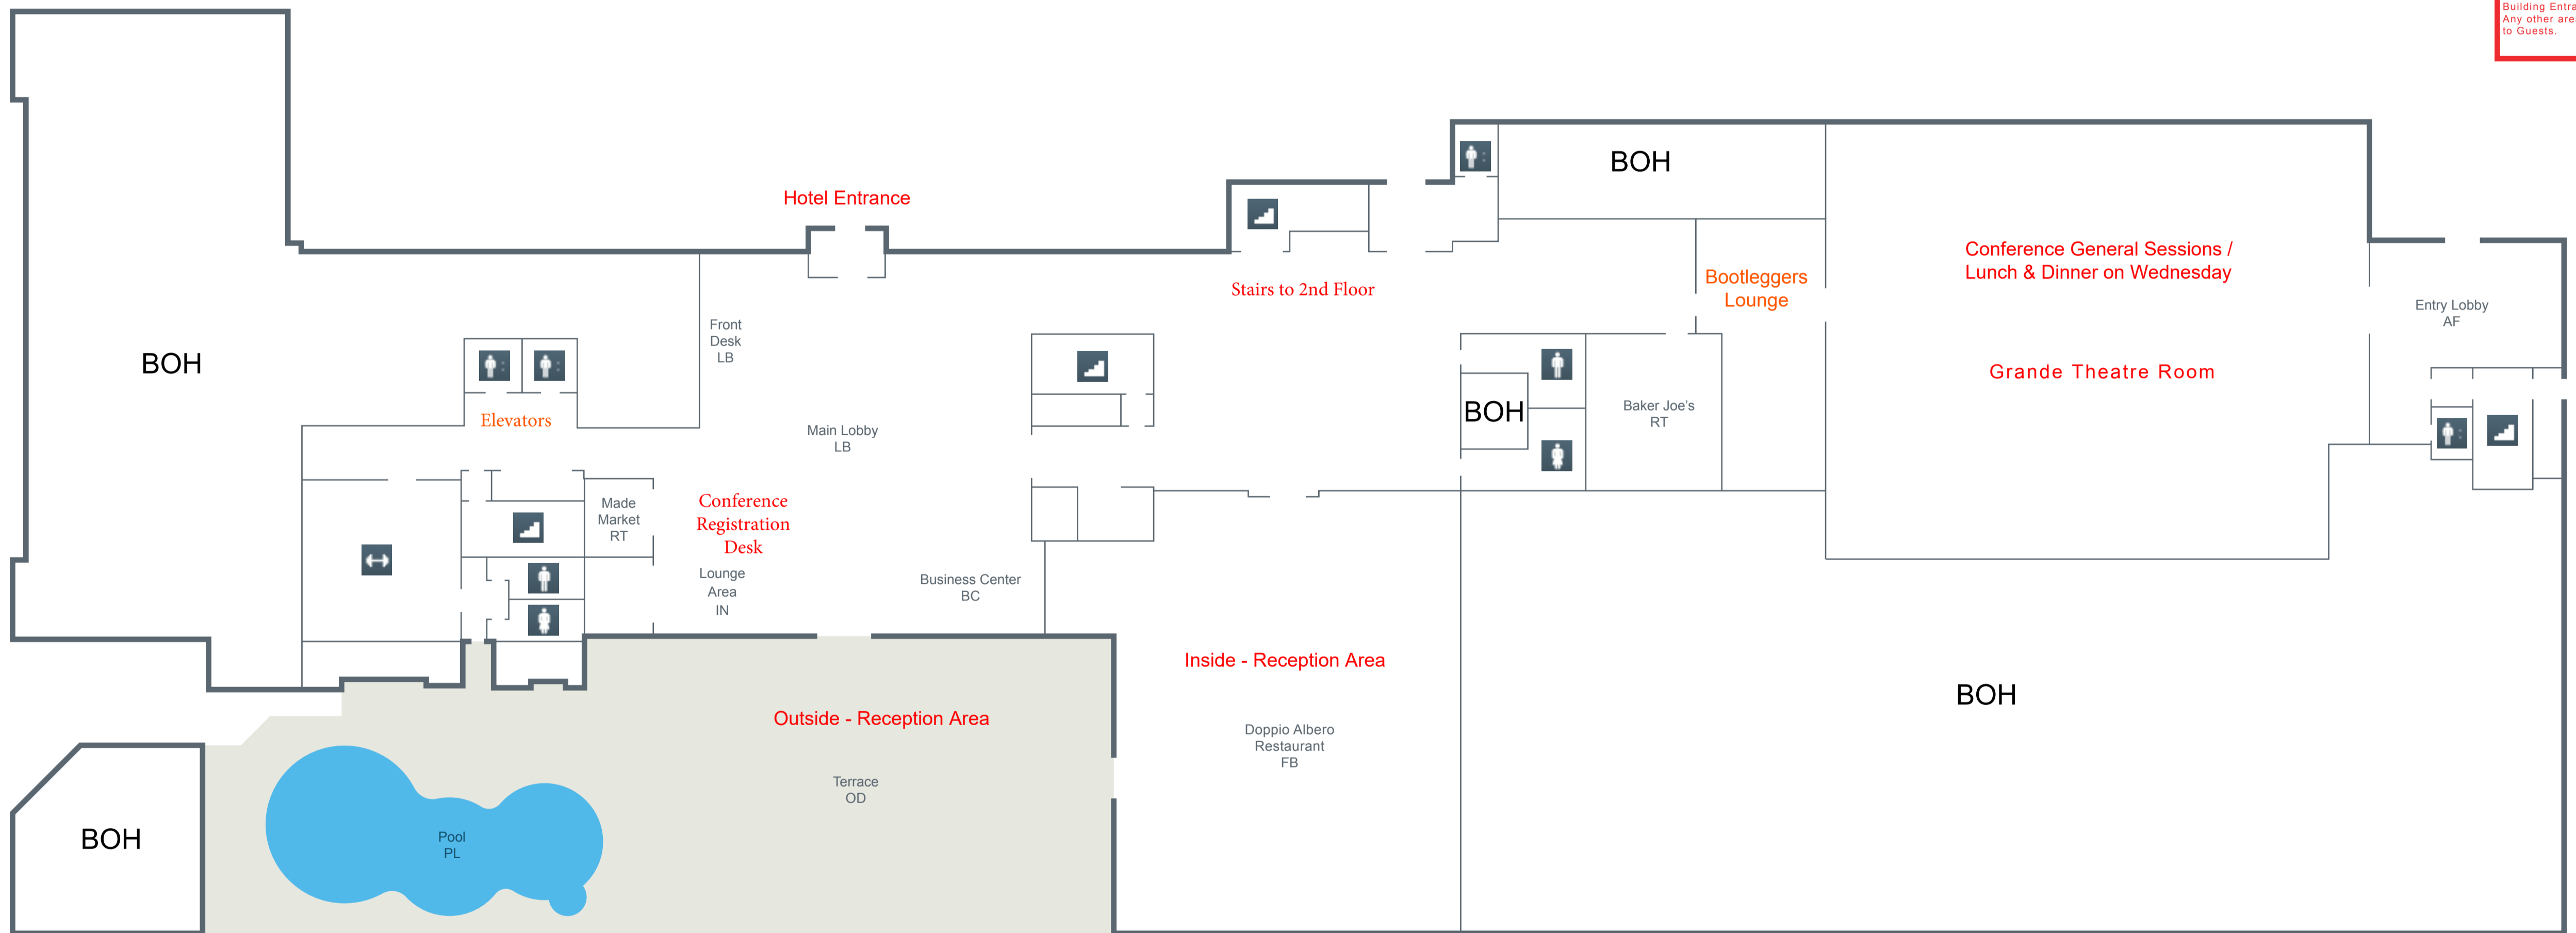 Building Entra
Any other are
to Guests.
BOH
Hotel Entrance
Stairs to 2nd Floor
Conference General Sessions /
Lunch & Dinner on Wednesday
Bootleggers
Lounge
Entry Lobby
AF
Front
Desk
LB
BOH
Grande Theatre Room
Elevators
Main Lobby
LB
BOH
Baker Joe’s
RT
Made
Market
RT
Conference
Registration
Desk
Lounge
Area
IN
Business Center
BC
Inside - Reception Area
BOH
Outside - Reception Area
Doppio Albero
Restaurant
FB
Terrace
OD
BOH
Pool
PL